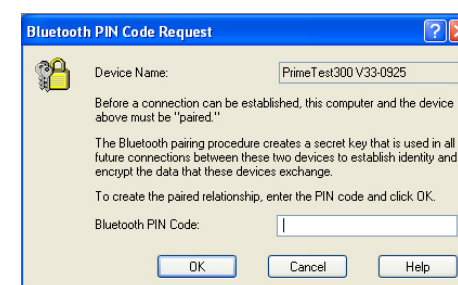 Bluetooth PIN Code Request
Device Name: PrimeTest300 V33-0925
Before a connection can be established, this computer and the device
above must be "paired."
The Bluetooth pairing procedure creates a secret key that is used in all
future connections between these two devices to establish identity and
encrypt the data that these devices exchange.
To create the paired relationship, enter the PIN code and click OK.
Bluetooth PIN Code:
OK Cancel Help